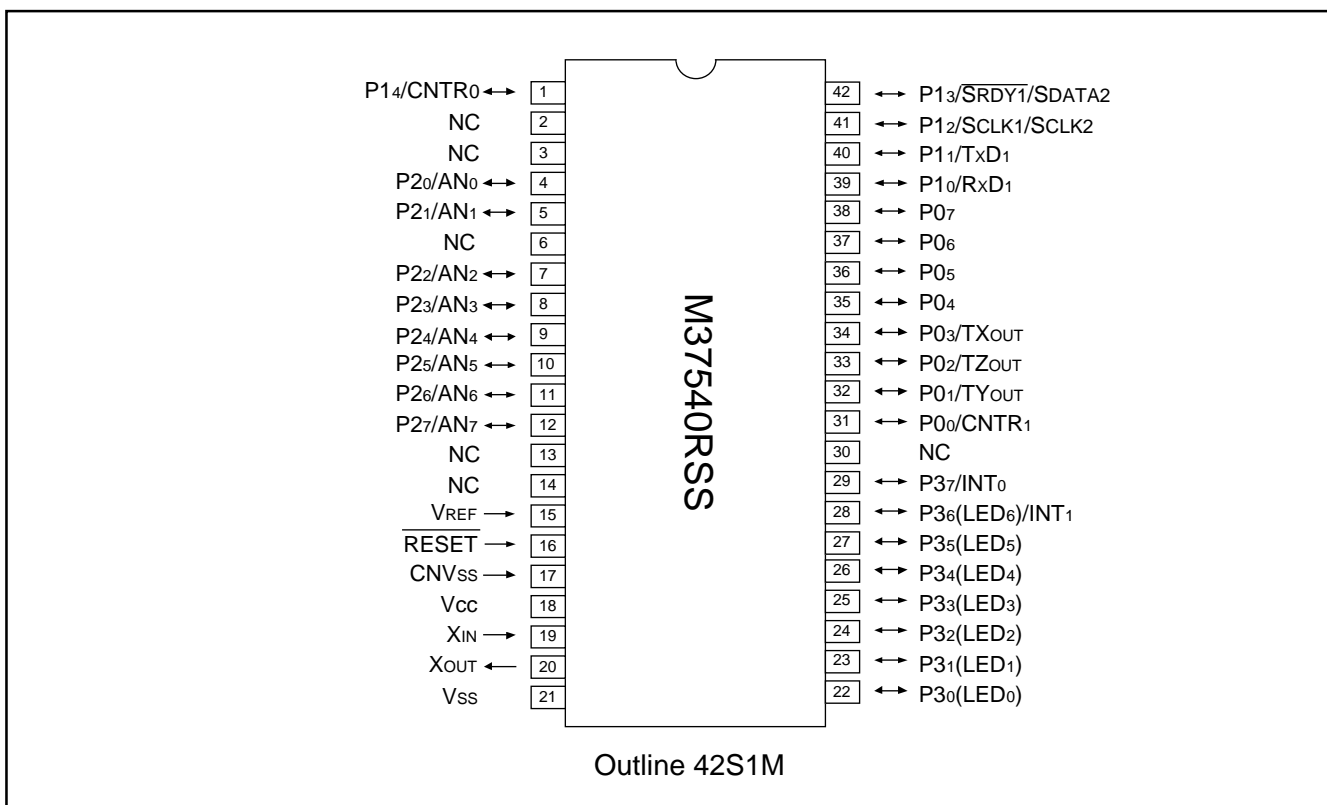 P14/CNTR0 1
NC 2
NC 3
P20/AN0 4
P21/AN1 5
NC 6
P22/AN2 7
P23/AN3 8
P24/AN4 9
P25/AN5 10
P26/AN6 11
P27/AN7 12
NC 13
NC 14
VREF 15
RESET 16
CNVSS 17
VCC 18
XIN 19
XOUT 20
VSS 21
M37540RSS
42 P13/SRDY1/SDATA2
41 P12/SCLK1/SCLK2
40 P11/TXD1
39 P10/RXD1
38 P07
37 P06
36 P05
35 P04
34 P03/TXOUT
33 P02/TZOUT
32 P01/TYOUT
31 P00/CNTR1
30 NC
29 P37/INT0
28 P36(LED6)/INT1
27 P35(LED5)
26 P34(LED4)
25 P33(LED3)
24 P32(LED2)
23 P31(LED1)
22 P30(LED0)
Outline 42S1M